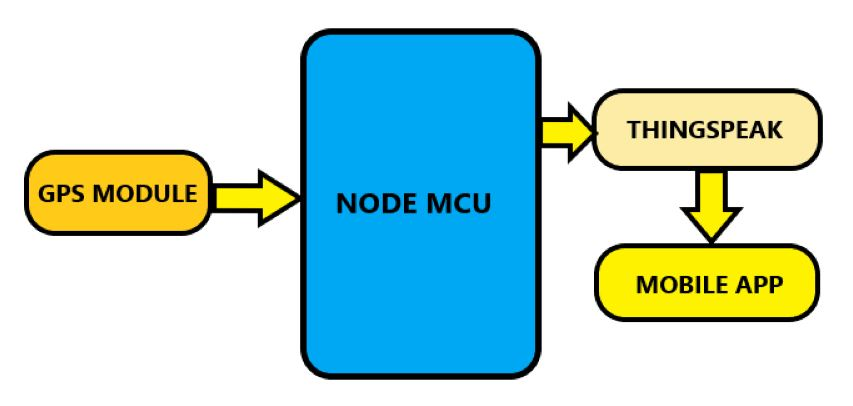 GPS MODULE
NODE MCU
THINGSPEAK
MOBILE APP